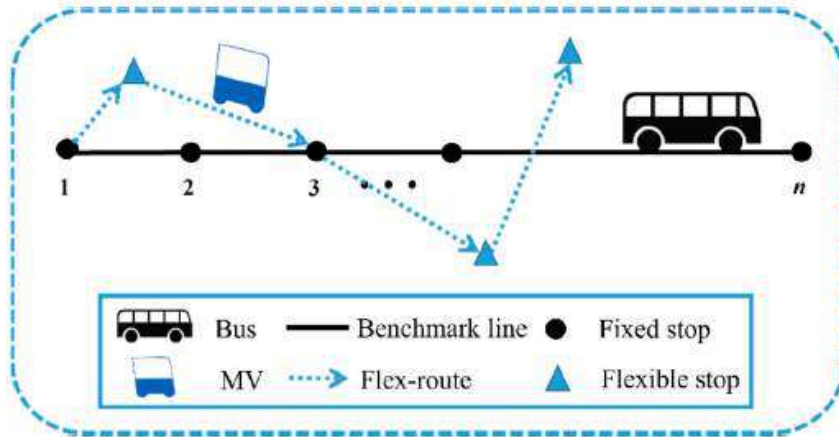 1 2 3 • • • n
Bus Benchmark line Fixed stop
MV Flex-route Flexible stop